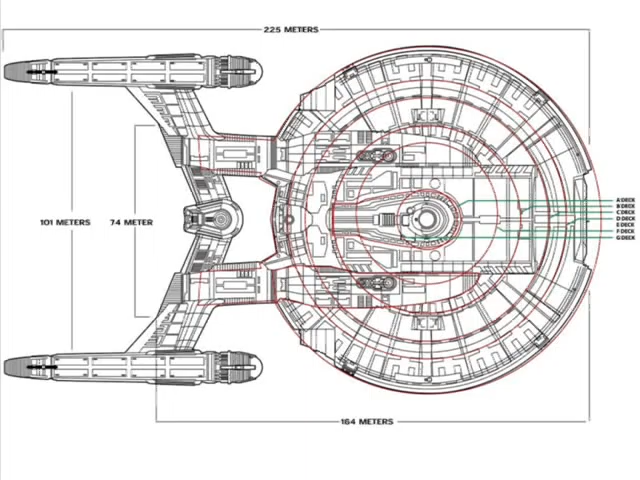 225 METERS
101 METERS
74 METER
A DECK
B DECK
C DECK
D DECK
E DECK
F DECK
G DECK
164 METERS